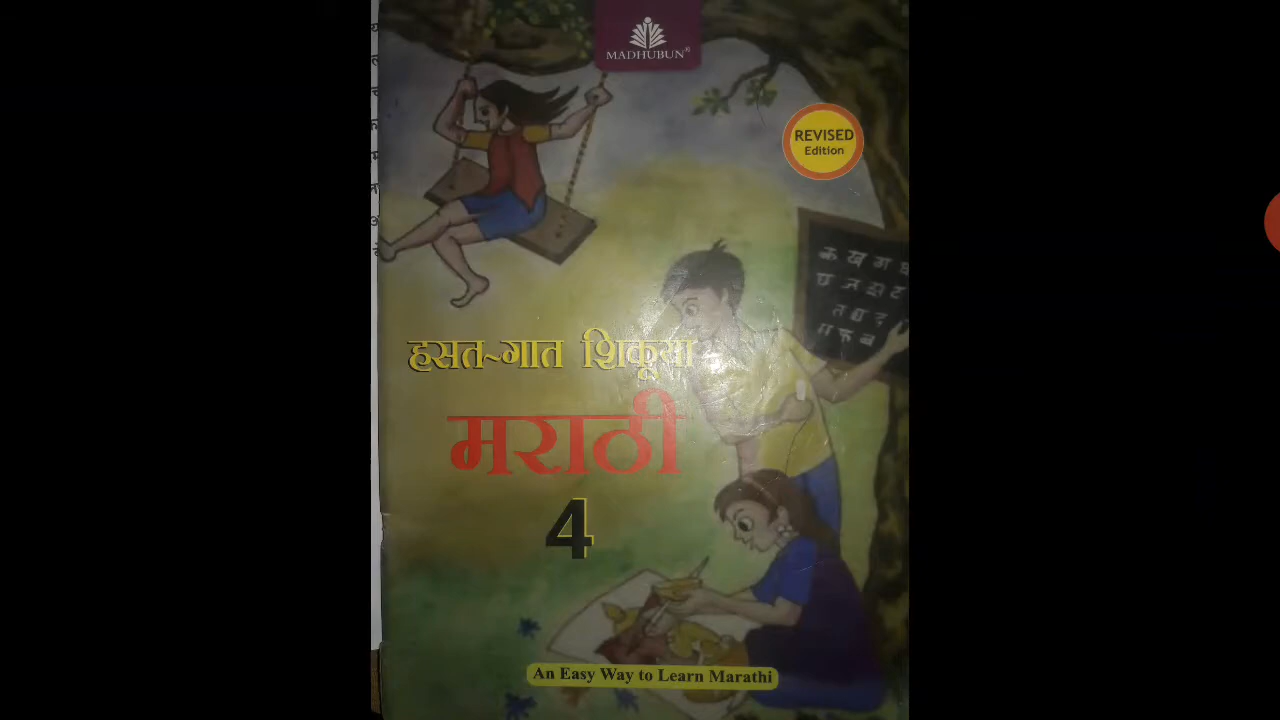 MADHUBUN
REVISED
Edition
क ख ग घ
त थ द
हसत~गात शिकूया
मराठी
4
An Easy Way to Learn Marathi